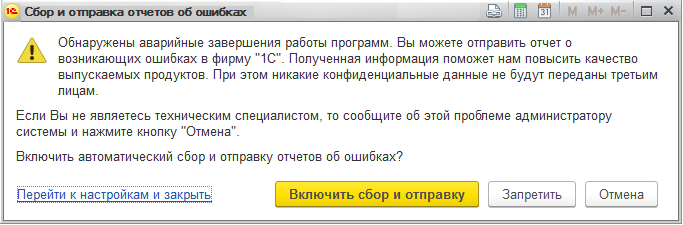 Сбор и отправка отчетов об ошибках
31 M M+ M-
Обнаружены аварийные завершения работы программ. Вы можете отправить отчет о
возникающих ошибках в фирму "1С". Полученная информация поможет нам повысить качество
выпускаемых продуктов. При этом никакие конфиденциальные данные не будут переданы третьим
лицам.
Если Вы не являетесь техническим специалистом, то сообщите об этой проблеме администратору
системы и нажмите кнопку "Отмена".
Включить автоматический сбор и отправку отчетов об ошибках?
Перейти к настройкам и закрыть
Включить сбор и отправку
Запретить
Отмена